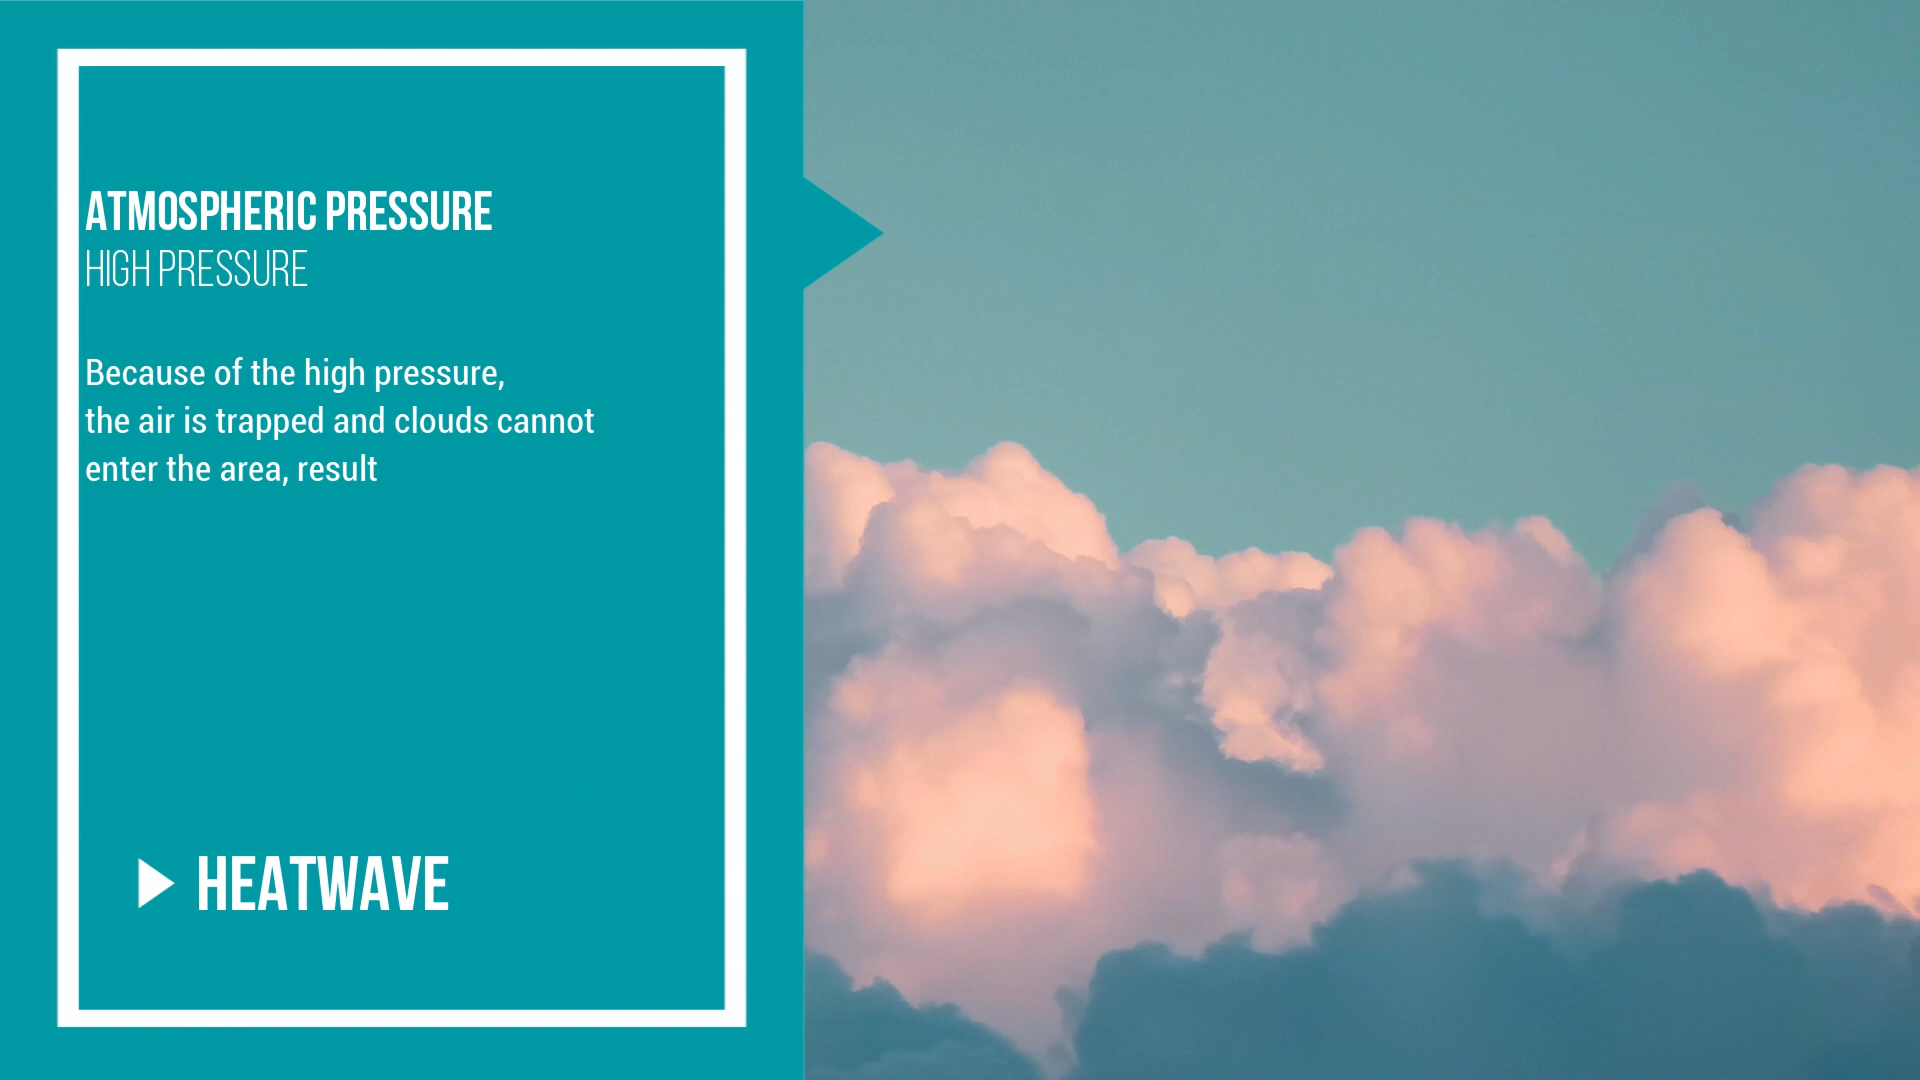 ATMOSPHERIC PRESSURE
HIGH PRESSURE
Because of the high pressure,
the air is trapped and clouds cannot
enter the area, result
HEATWAVE